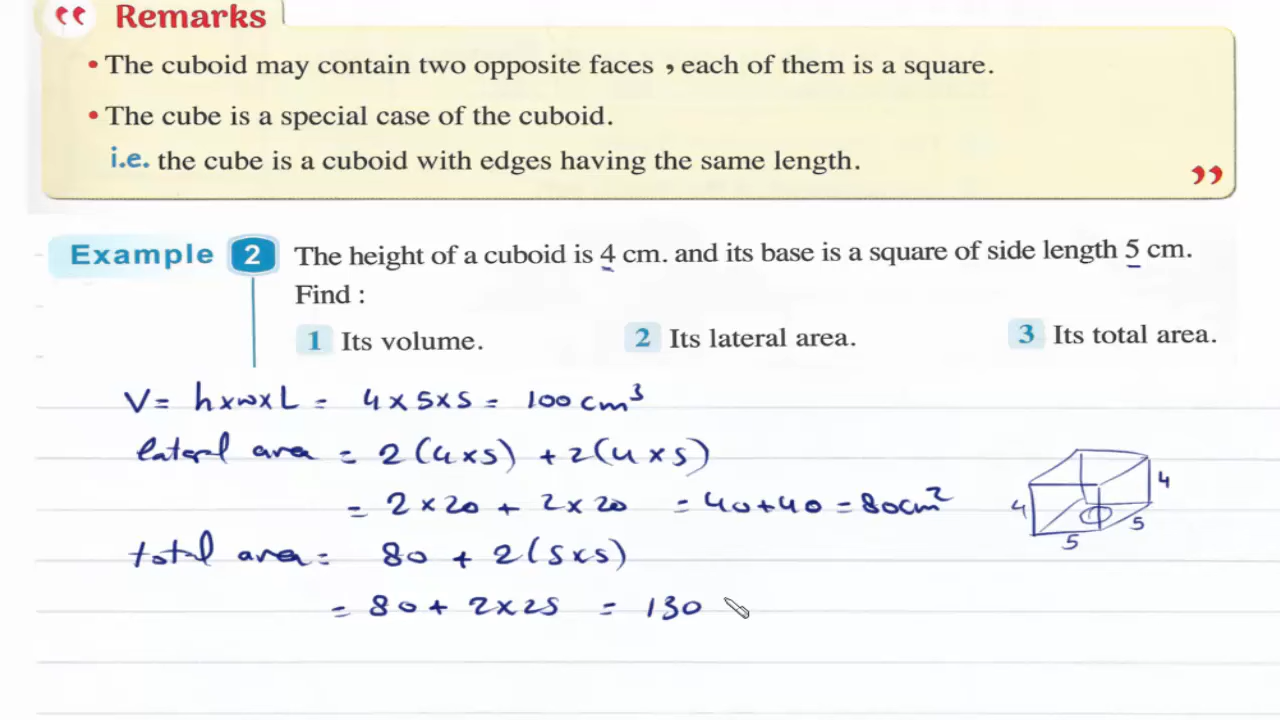 “ Remarks
• The cuboid may contain two opposite faces , each of them is a square.
• The cube is a special case of the cuboid.
i.e. the cube is a cuboid with edges having the same length.
”
Example 2 The height of a cuboid is 4 cm. and its base is a square of side length 5 cm.
Find :
1 Its volume. 2 Its lateral area. 3 Its total area.
V = h x w x L = 4 x 5 x 5 = 100 cm³
lateral area = 2 (4 x 5) + 2 (4 x 5)
= 2 x 20 + 2 x 20 = 40 + 40 = 80 cm²
total area = 80 + 2 (5 x 5)
= 80 + 2 x 25 = 130
4
4
5
5